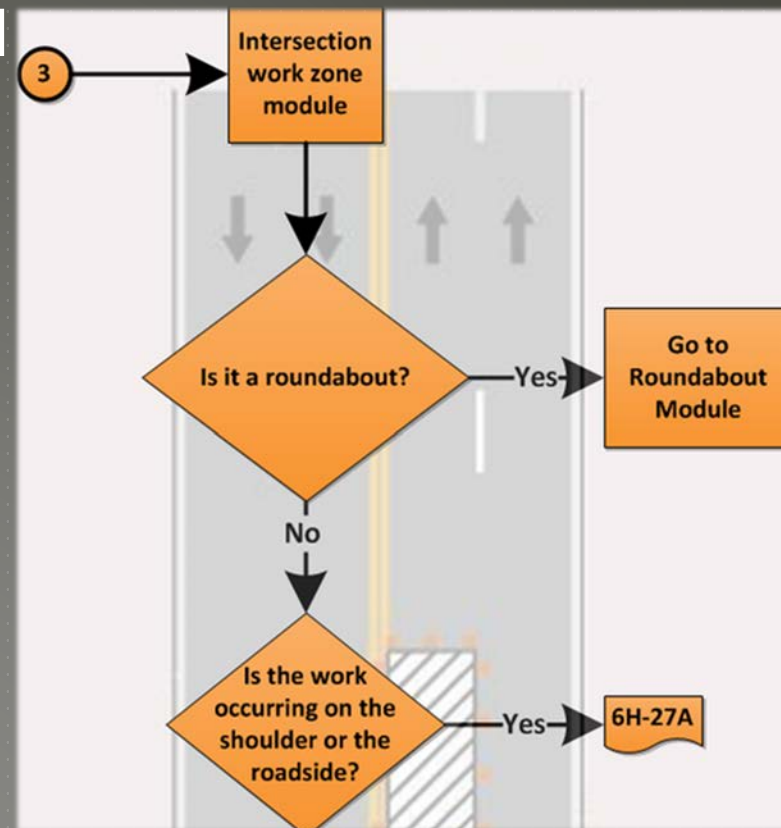 3
Intersection
work zone
module
Is it a roundabout?
Yes
Go to
Roundabout
Module
No
Is the work
occurring on the
shoulder or the
roadside?
Yes
6H-27A